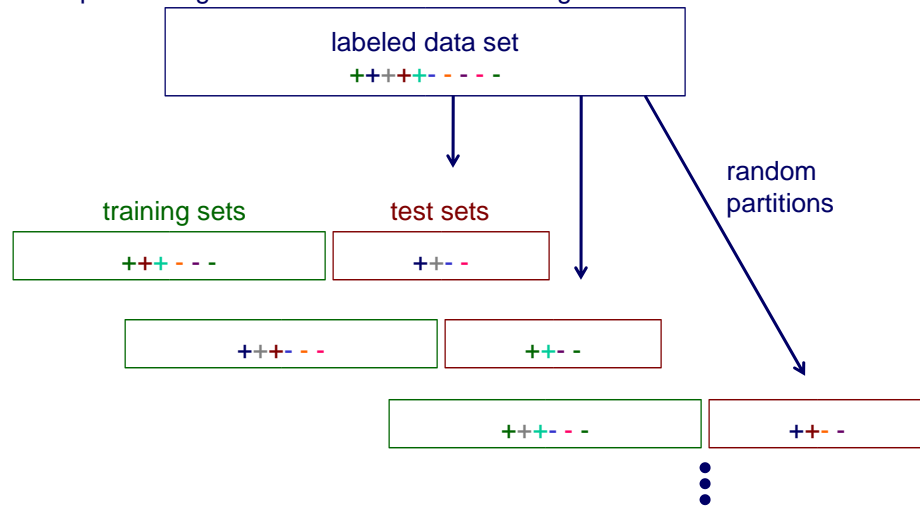 labeled data set
+++++- - - - -
random
partitions
training sets
test sets
+++ - - -
++- -
+++- - -
++- -
+++- - -
++- -